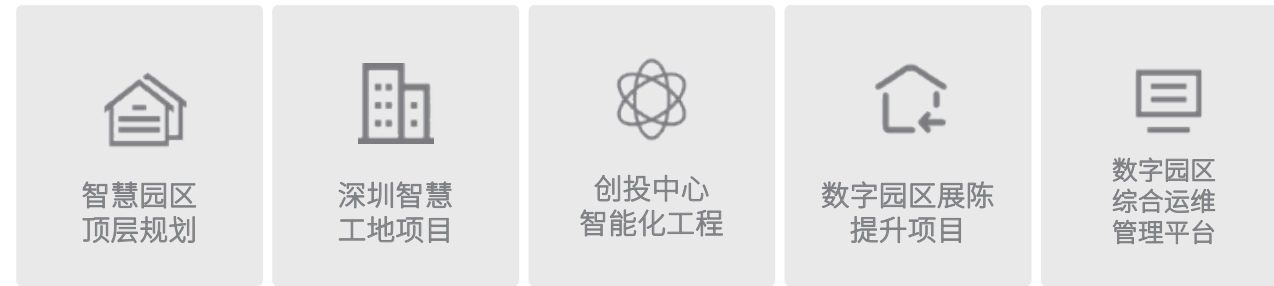 智慧园区
顶层规划
深圳智慧
工地项目
创投中心
智能化工程
数字园区展陈
提升项目
数字园区
综合运维
管理平台